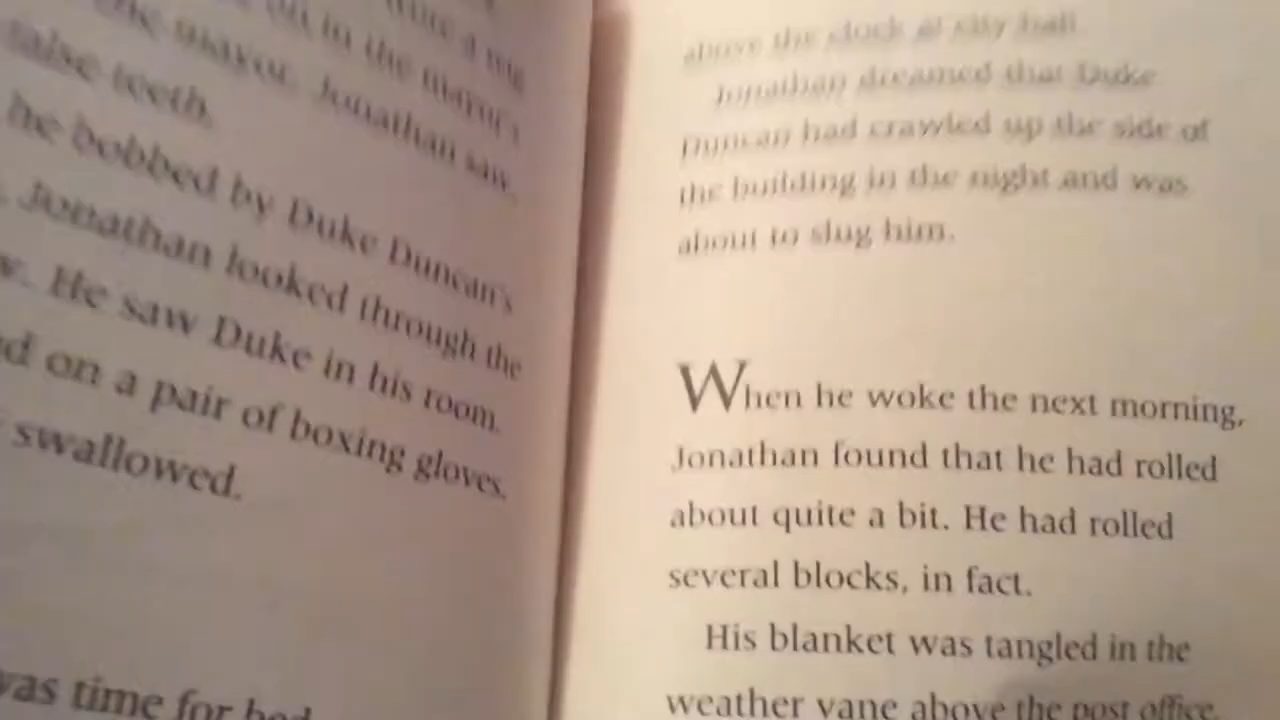 in the mayor's
the mayor, Jonathan saw,
false teeth.
he bobbed by Duke Duncan's
Jonathan looked through the
He saw Duke in his room.
on a pair of boxing gloves.
swallowed.
was time for bed
above the clock at city hall.
Jonathan dreamed that Duke
Duncan had crawled up the side of
the building in the night and was
about to slug him.
When he woke the next morning,
Jonathan found that he had rolled
about quite a bit. He had rolled
several blocks, in fact.
His blanket was tangled in the
weather vane above the post office.